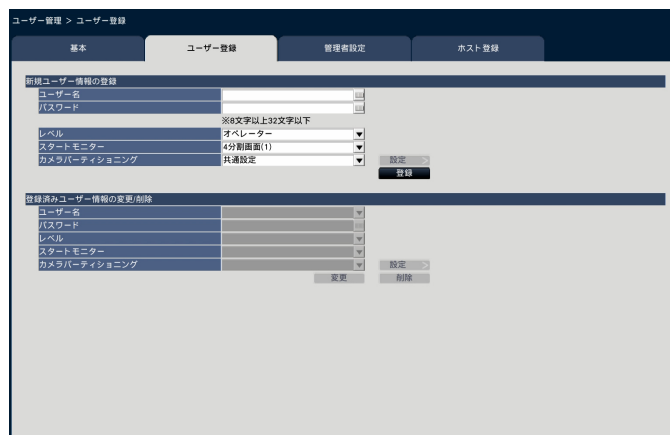 ユーザー管理 > ユーザー登録
基本 ユーザー登録 管理者設定 ホスト登録
新規ユーザー情報の登録
ユーザー名
パスワード
※8文字以上32文字以下
レベル オペレーター
スタートモニター 4分割画面(1)
カメラパーティショニング 共通設定 設定 >
登録
登録済みユーザー情報の変更/削除
ユーザー名
パスワード
レベル
スタートモニター
カメラパーティショニング 設定 >
変更 削除